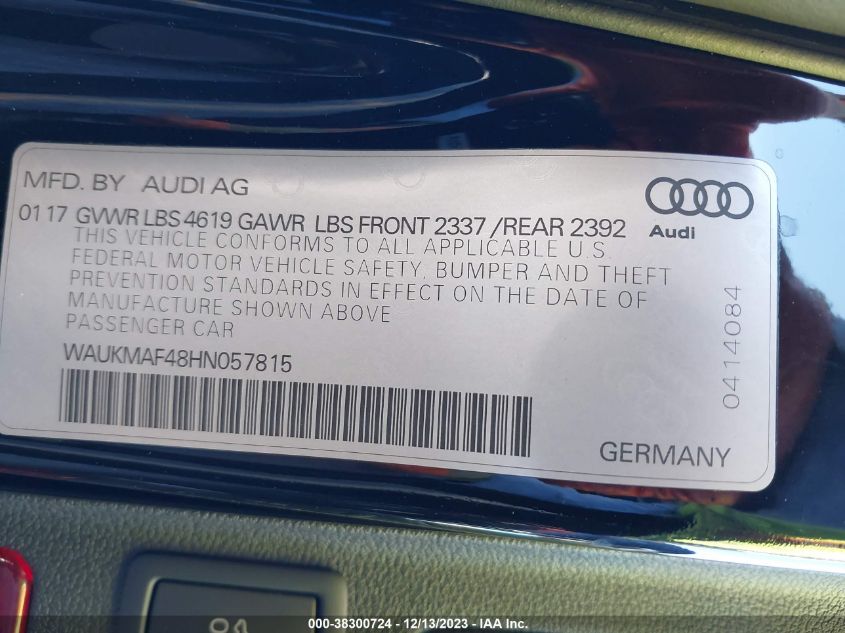 MFD. BY AUDI AG
01 17 GVWR LBS 4619 GAWR LBS FRONT 2337 /REAR 2392
Audi
THIS VEHICLE CONFORMS TO ALL APPLICABLE U.S.
FEDERAL MOTOR VEHICLE SAFETY, BUMPER AND THEFT
PREVENTION STANDARDS IN EFFECT ON THE DATE OF
MANUFACTURE SHOWN ABOVE
PASSENGER CAR
WAUKMAF48HN057815
0414084
GERMANY
000-38300724 - 12/13/2023 - IAA Inc.